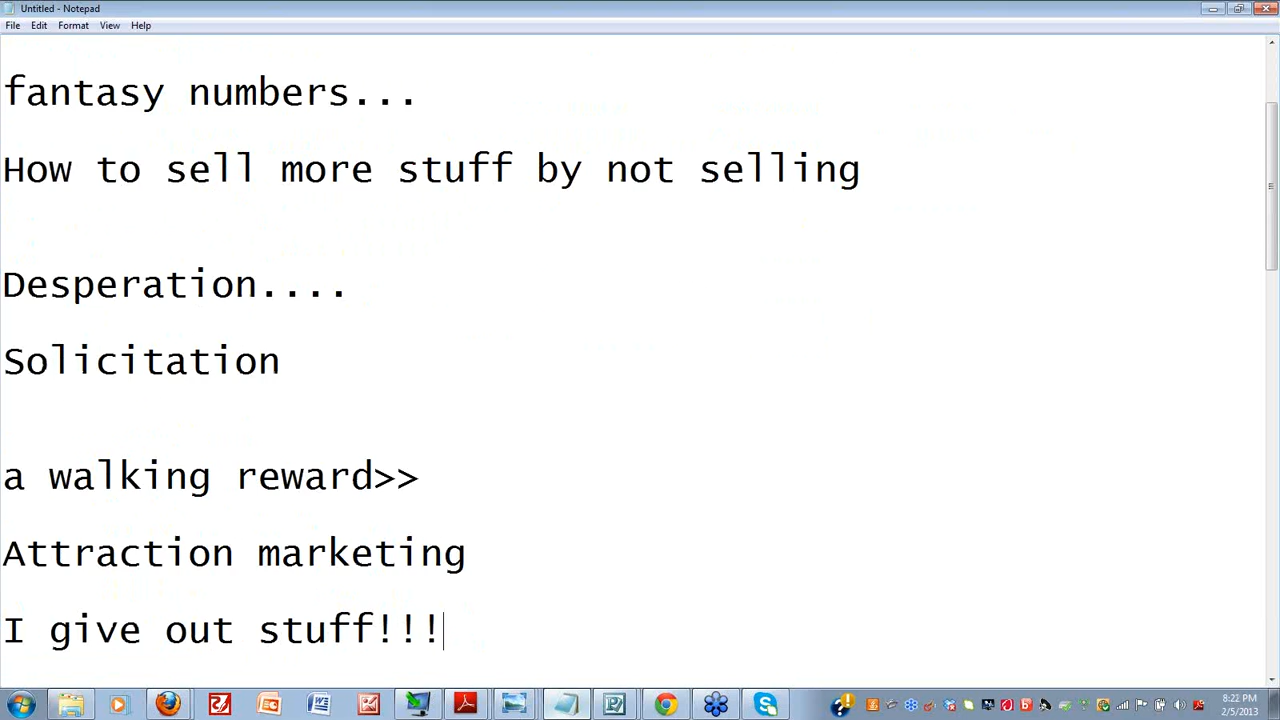 Untitled - Notepad
File Edit Format View Help
fantasy numbers...
How to sell more stuff by not selling
Desperation....
Solicitation
a walking reward>>
Attraction marketing
I give out stuff!!!
8:22 PM
2/5/2013